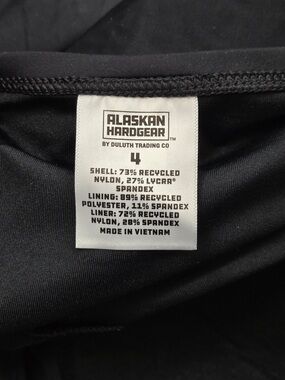 ALASKAN
HARDGEAR™
BY DULUTH TRADING CO
4
SHELL: 73% RECYCLED
NYLON, 27% LYCRA®
SPANDEX
LINING: 89% RECYCLED
POLYESTER, 11% SPANDEX
LINER: 72% RECYCLED
NYLON, 28% SPANDEX
MADE IN VIETNAM